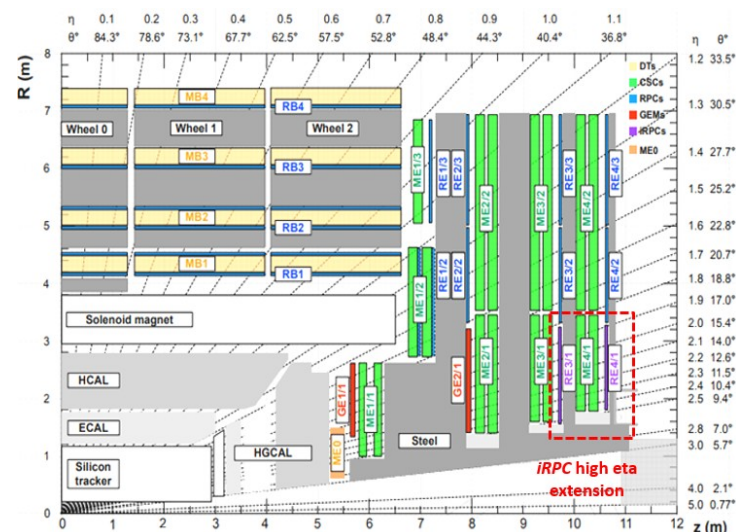 η 0.1 0.2 0.3 0.4 0.5 0.6 0.7 0.8 0.9 1.0 1.1
θ° 84.3° 78.6° 73.1° 67.7° 62.5° 57.5° 52.8° 48.4° 44.3° 40.4° 36.8° η θ°
R (m)
8
7
6
5
4
3
2
1
0
1.2 33.5°
1.3 30.5°
1.4 27.7°
1.5 25.2°
1.6 22.8°
1.7 20.7°
1.8 18.8°
1.9 17.0°
2.0 15.4°
2.1 14.0°
2.2 12.6°
2.3 11.5°
2.4 10.4°
2.5 9.4°
2.8 7.0°
3.0 5.7°
4.0 2.1°
5.0 0.77°
DTs
CSCs
RPCs
GEMs
iRPCs
ME0
MB4
RB4
Wheel 0 Wheel 1 Wheel 2
MB3
RB3
MB2
RB2
MB1
RB1
Solenoid magnet
HCAL
ECAL
Silicon
tracker
HGCAL
Steel
ME0
GE1/1
ME1/1
ME1/2
ME1/3
RE1/3
RE2/3
ME2/2
ME3/2
RE3/3
ME4/2
RE4/3
RE1/2
RE2/2
RE3/2
RE4/2
GE2/1
ME2/1
ME3/1
RE3/1
ME4/1
RE4/1
iRPC high eta
extension
0 1 2 3 4 5 6 7 8 9 10 11 12
z (m)